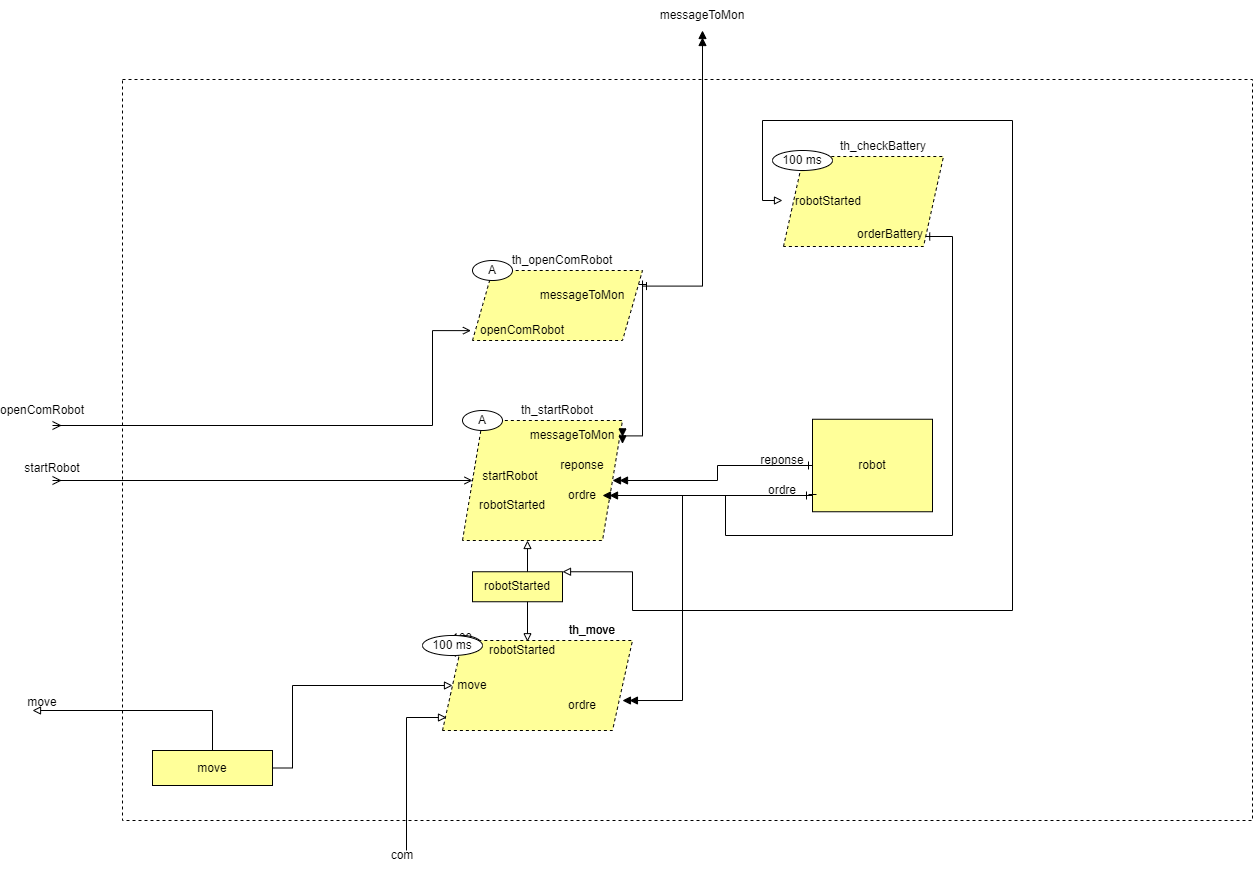 messageToMon
th_checkBattery
100 ms
robotStarted
orderBattery
th_openComRobot
A
messageToMon
openComRobot
openComRobot
th_startRobot
A
messageToMon
startRobot
reponse
startRobot
ordre
robotStarted
reponse
robot
ordre
robotStarted
th_move
100 ms
robotStarted
move
ordre
move
move
com